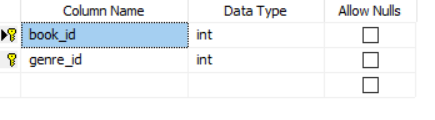 Column Name Data Type Allow Nulls
book_id int
genre_id int